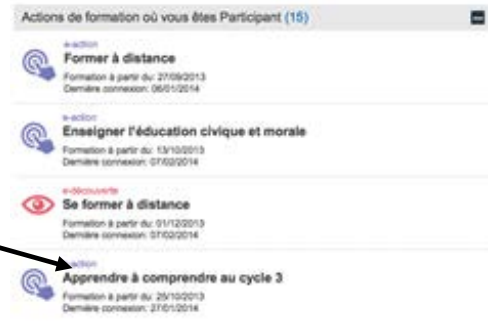 Actions de formation où vous êtes Participant (15)
e-action
Former à distance
Formation à partir du: 27/09/2013
Dernière connexion: 06/01/2014
e-action
Enseigner l'éducation civique et morale
Formation à partir du: 13/10/2013
Dernière connexion: 07/02/2014
e-découverte
Se former à distance
Formation à partir du: 01/12/2013
Dernière connexion: 07/02/2014
action
Apprendre à comprendre au cycle 3
Formation à partir du: 25/10/2013
Dernière connexion: 27/01/2014